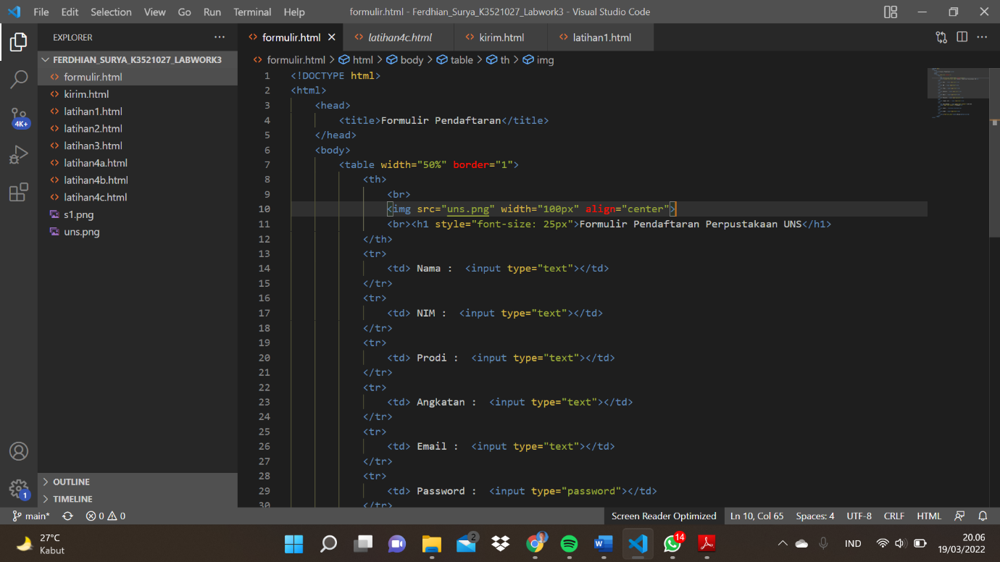 File Edit Selection View Go Run Terminal Help formulir.html - Ferdhian_Surya_K3521027_Labwork3 - Visual Studio Code
EXPLORER ...
FERDHIAN_SURYA_K3521027_LABWORK3
formulir.html
kirim.html
latihan1.html
latihan2.html
latihan3.html
latihan4a.html
latihan4b.html
latihan4c.html
s1.png
uns.png
4K+
OUTLINE
TIMELINE
1
formulir.html latihan4c.html kirim.html latihan1.html
formulir.html > html > body > table > th > img
1 <!DOCTYPE html>
2 <html>
3 <head>
4 <title>Formulir Pendaftaran</title>
5 </head>
6 <body>
7 <table width="50%" border="1">
8 <th>
9 <br>
10 <img src="uns.png" width="100px" align="center">
11 <br><h1 style="font-size: 25px">Formulir Pendaftaran Perpustakaan UNS</h1>
12 </th>
13 <tr>
14 <td> Nama :  <input type="text"></td>
15 </tr>
16 <tr>
17 <td> NIM :  <input type="text"></td>
18 </tr>
19 <tr>
20 <td> Prodi :  <input type="text"></td>
21 </tr>
22 <tr>
23 <td> Angkatan :  <input type="text"></td>
24 </tr>
25 <tr>
26 <td> Email :  <input type="text"></td>
27 </tr>
28 <tr>
29 <td> Password :  <input type="password"></td>
30 </tr>
main* 0 0 Screen Reader Optimized Ln 10, Col 65 Spaces: 4 UTF-8 CRLF HTML
27°C
Kabut
2
14
IND
20.06
19/03/2022